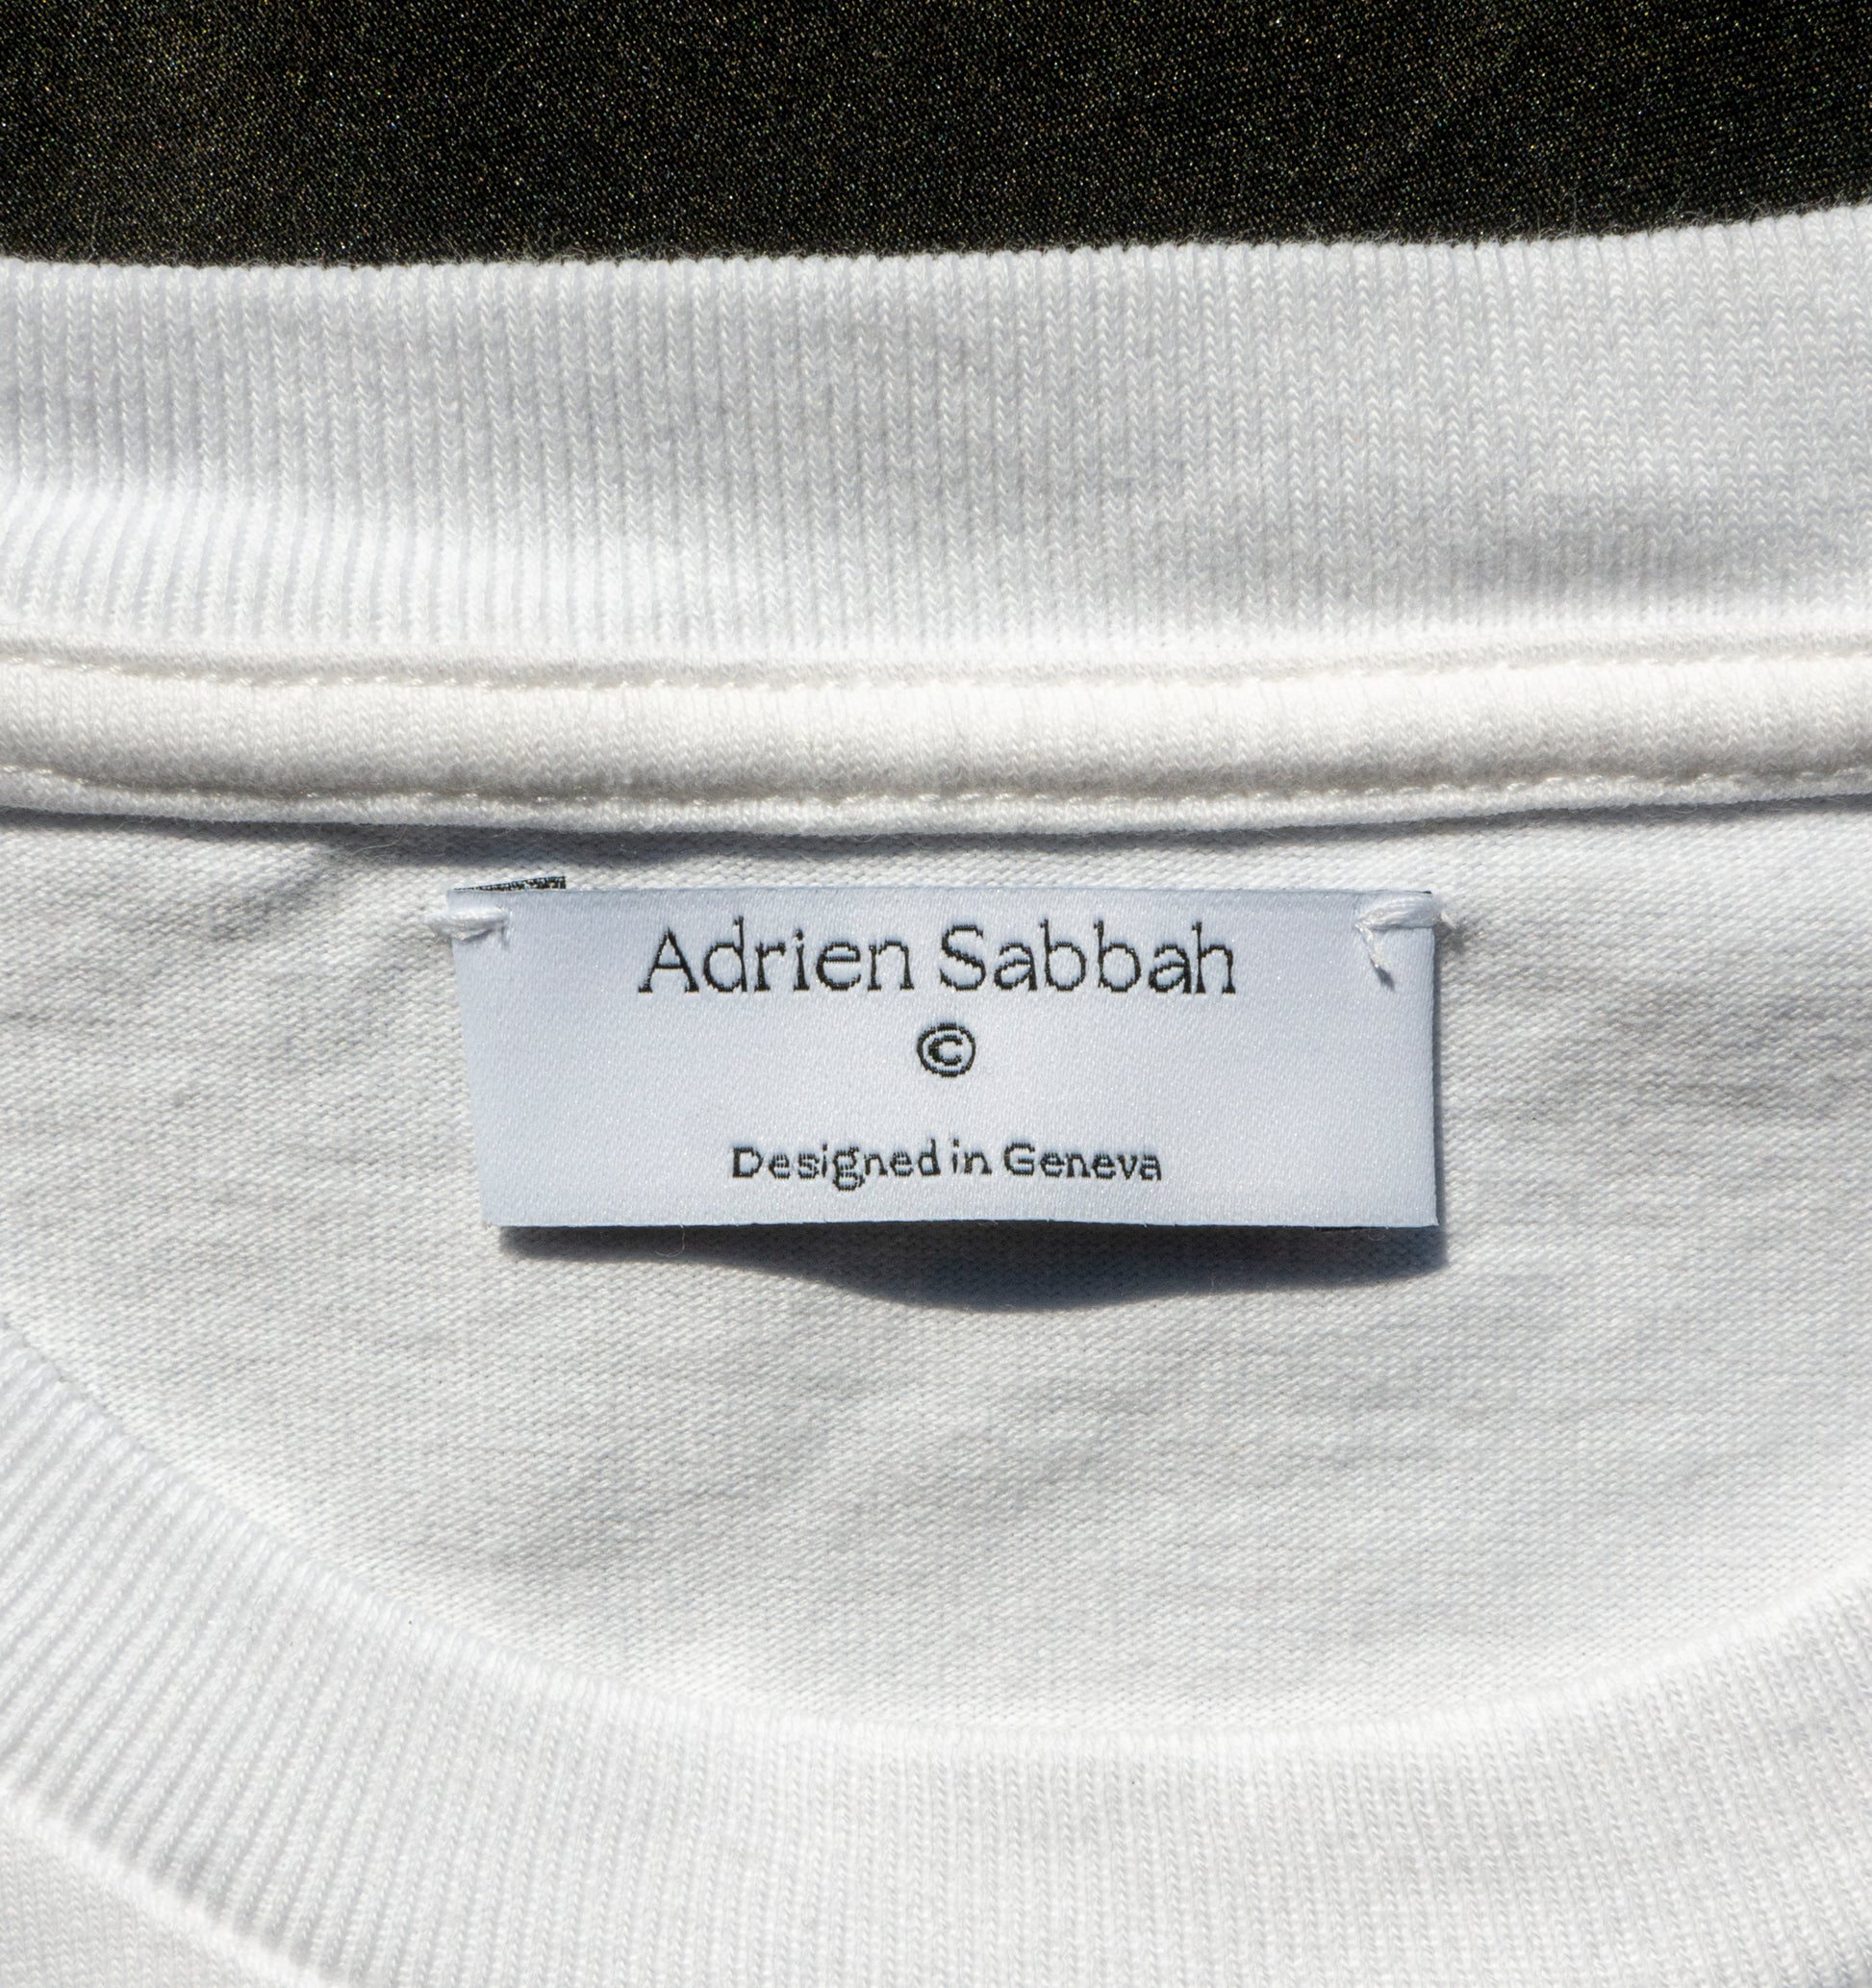 Adrien Sabbah
©
Designed in Geneva